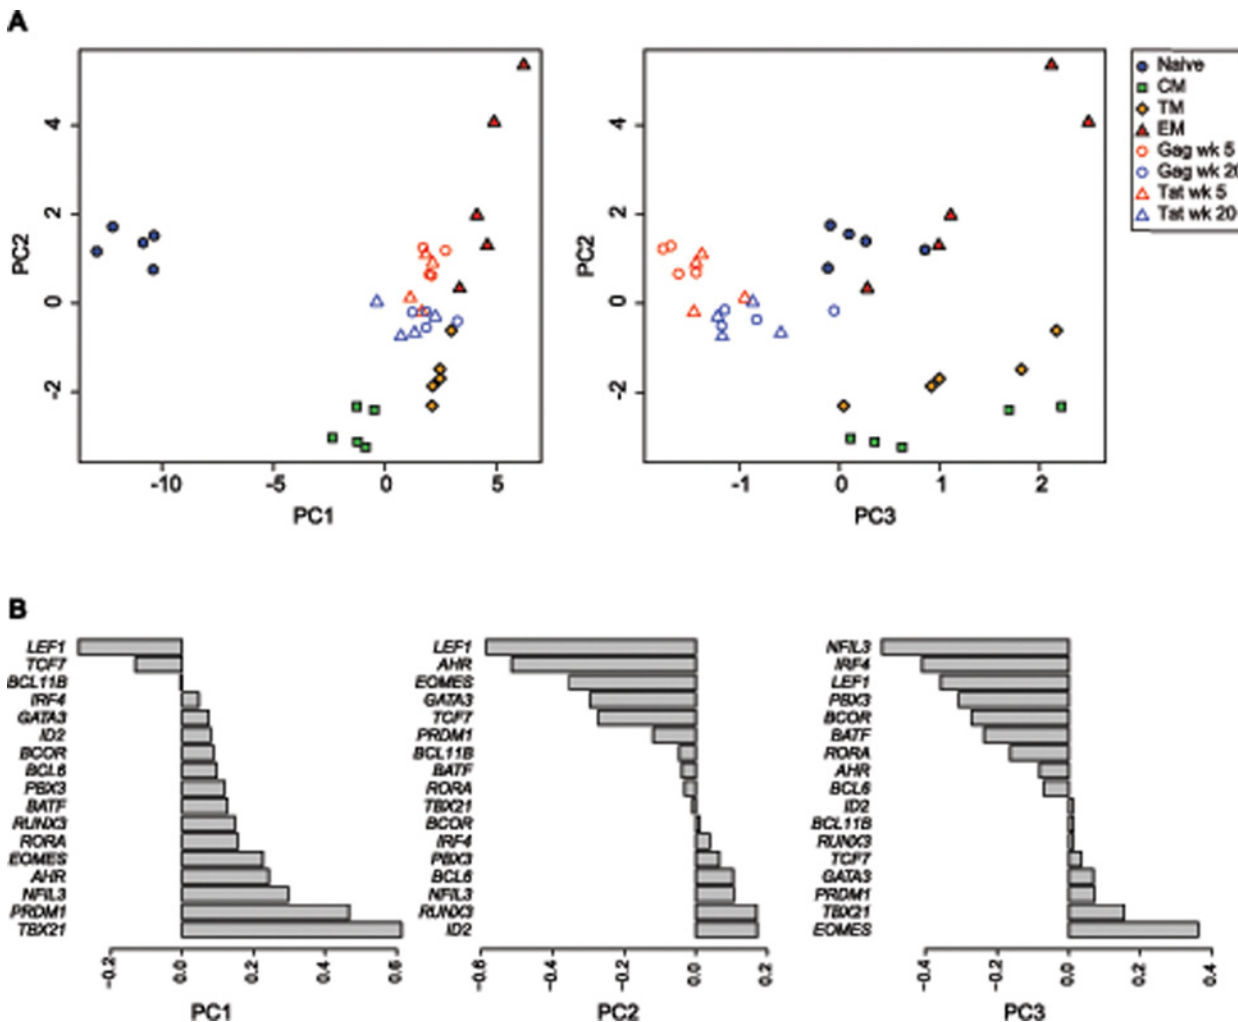 A
4
2
0
-2
PC2
-10
-5
0
5
PC1
4
2
0
-2
PC2
-1
0
1
2
PC3
Naive
CM
TM
EM
Gag wk 5
Gag wk 20
Tat wk 5
Tat wk 20
B
LEF1
TCF7
BCL11B
IRF4
GATA3
ID2
BCOR
BCL6
PBX3
BATF
RUNX3
RORA
EOMES
AHR
NFIL3
PRDM1
TBX21
-0.2
0.0
0.2
0.4
0.6
PC1
LEF1
AHR
EOMES
GATA3
TCF7
PRDM1
BCL11B
BATF
RORA
TBX21
BCOR
IRF4
PBX3
BCL6
NFIL3
RUNX3
ID2
-0.6
-0.4
-0.2
0.0
0.2
PC2
NFIL3
IRF4
LEF1
PBX3
BCOR
BATF
RORA
AHR
BCL6
ID2
BCL11B
RUNX3
TCF7
GATA3
PRDM1
TBX21
EOMES
-0.4
-0.2
0.0
0.2
0.4
PC3